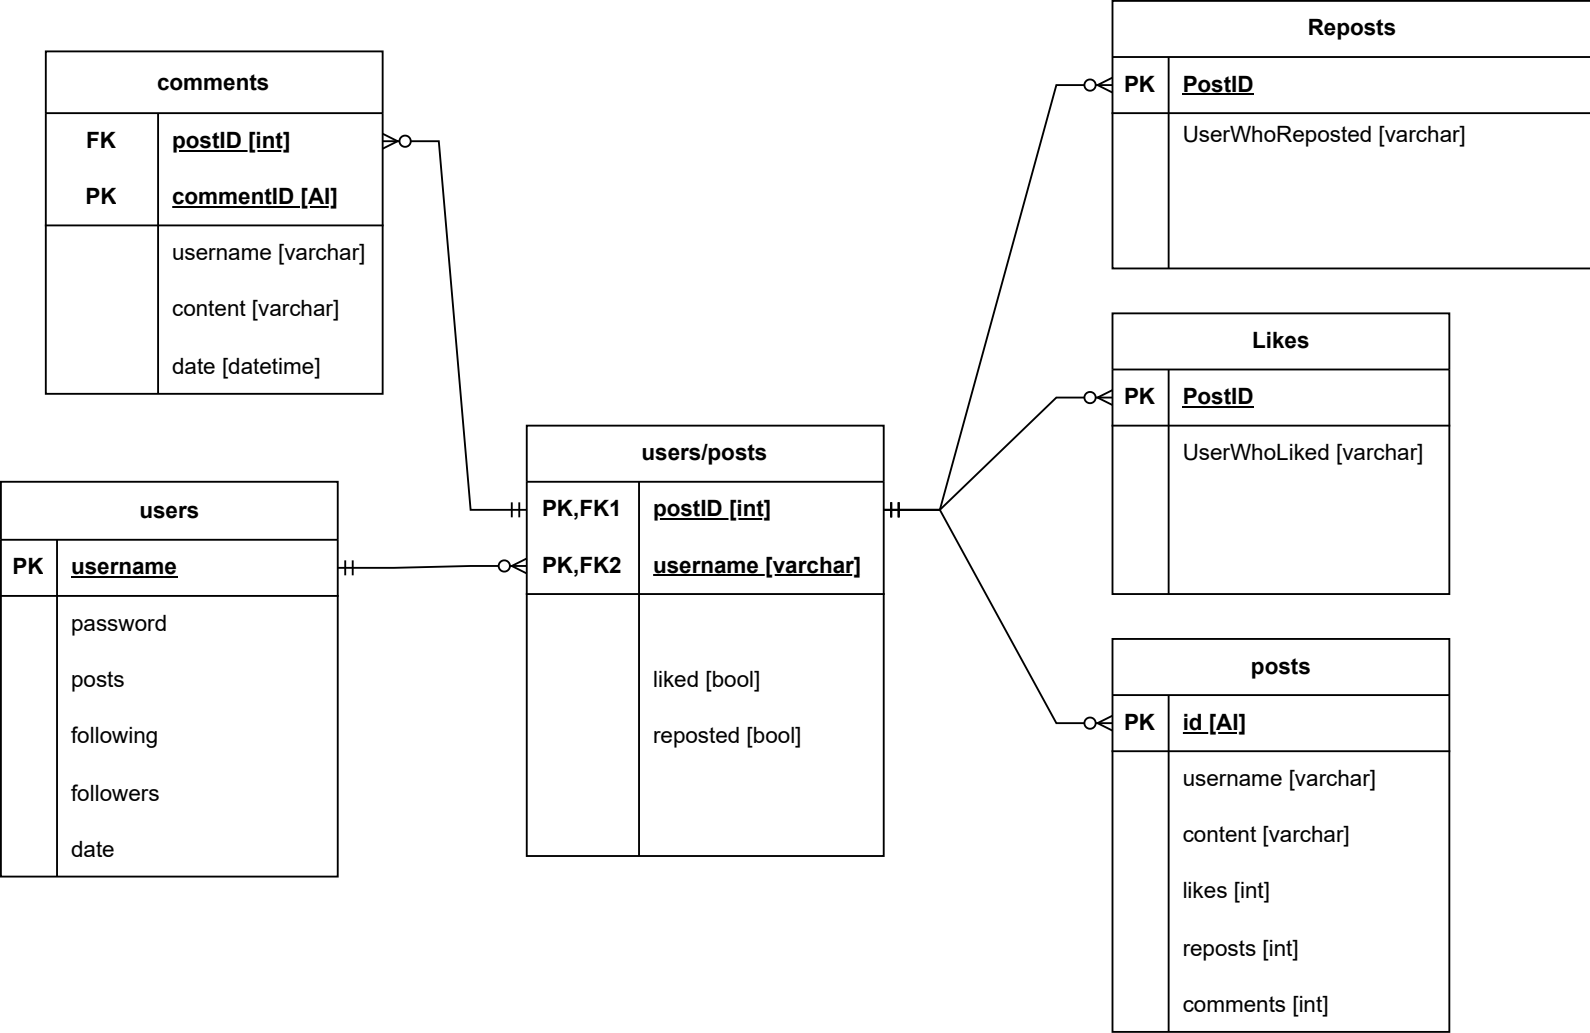 comments
FK postID [int]
PK commentID [AI]
username [varchar]
content [varchar]
date [datetime]
users
PK username
password
posts
following
followers
date
users/posts
PK,FK1 postID [int]
PK,FK2 username [varchar]
liked [bool]
reposted [bool]
Reposts
PK PostID
UserWhoReposted [varchar]
Likes
PK PostID
UserWhoLiked [varchar]
posts
PK id [AI]
username [varchar]
content [varchar]
likes [int]
reposts [int]
comments [int]